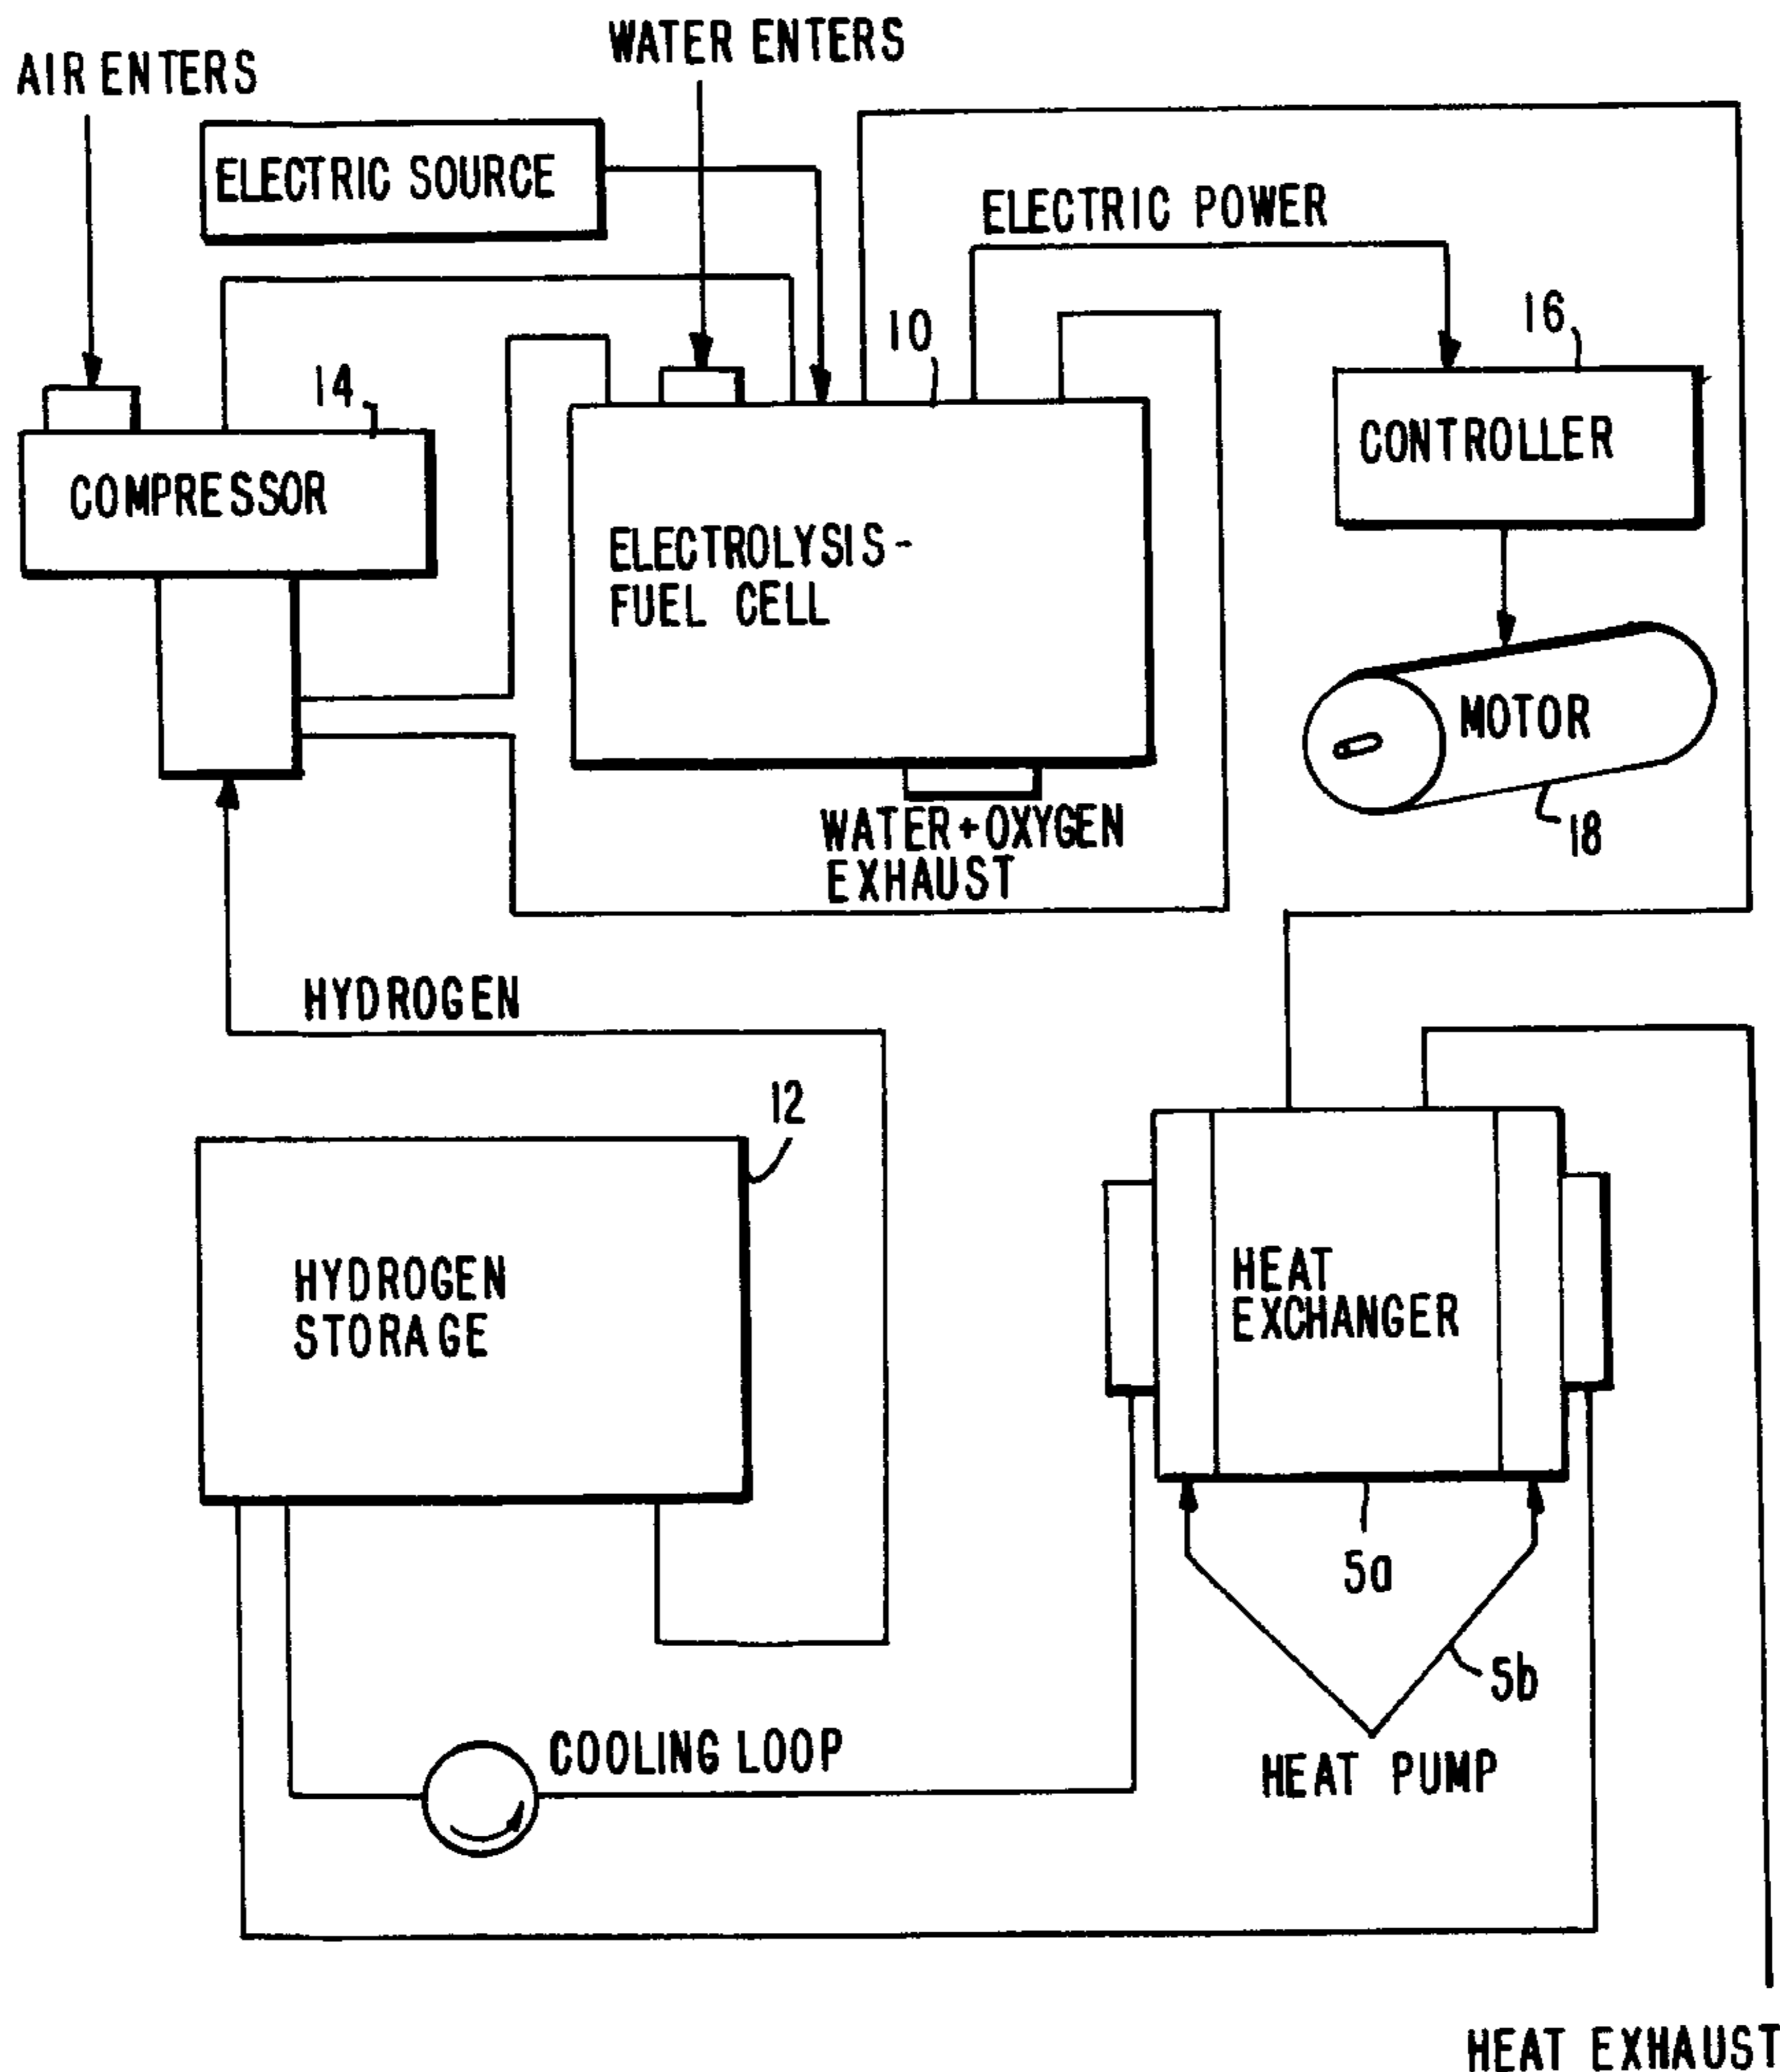 WATER ENTERS
AIR ENTERS
ELECTRIC SOURCE
ELECTRIC POWER
10
16
14
CONTROLLER
COMPRESSOR
ELECTROLYSIS-
FUEL CELL
MOTOR
18
WATER+OXYGEN
EXHAUST
HYDROGEN
12
HYDROGEN
STORAGE
HEAT
EXCHANGER
5a
5b
COOLING LOOP
HEAT PUMP
HEAT EXHAUST